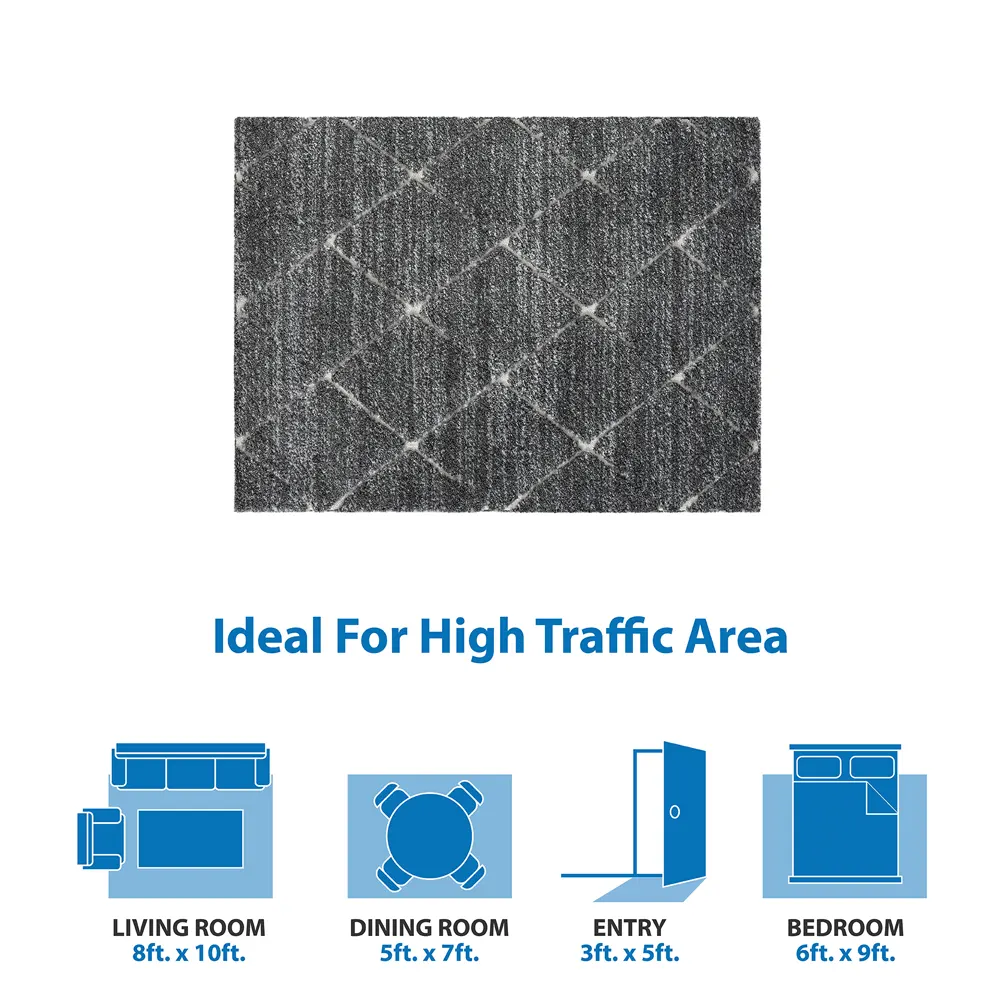 Ideal For High Traffic Area
LIVING ROOM
8ft. x 10ft.
DINING ROOM
5ft. x 7ft.
ENTRY
3ft. x 5ft.
BEDROOM
6ft. x 9ft.